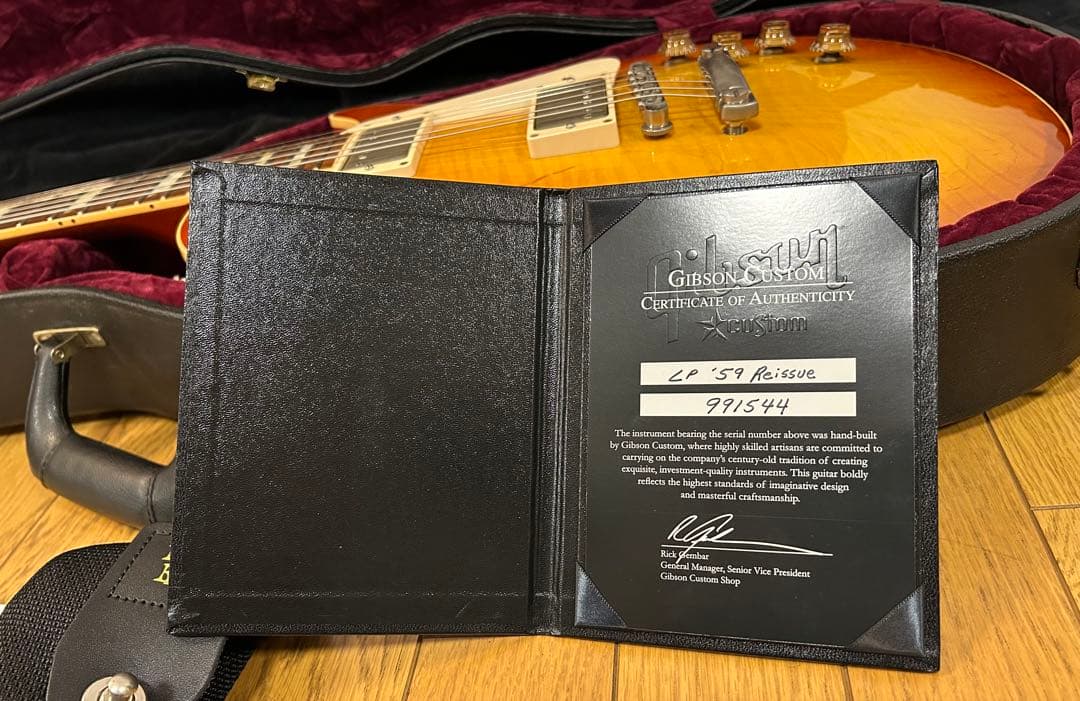 Gibson
GIBSON CUSTOM
CERTIFICATE OF AUTHENTICITY
custom
LP '59 Reissue
991544
The instrument bearing the serial number above was hand-built
by Gibson Custom, where highly skilled artisans are committed to
carrying on the company's century-old tradition of creating
exquisite, investment-quality instruments. This guitar boldly
reflects the highest standards of imaginative design
and masterful craftsmanship.
Rick Gembar
General Manager, Senior Vice President
Gibson Custom Shop